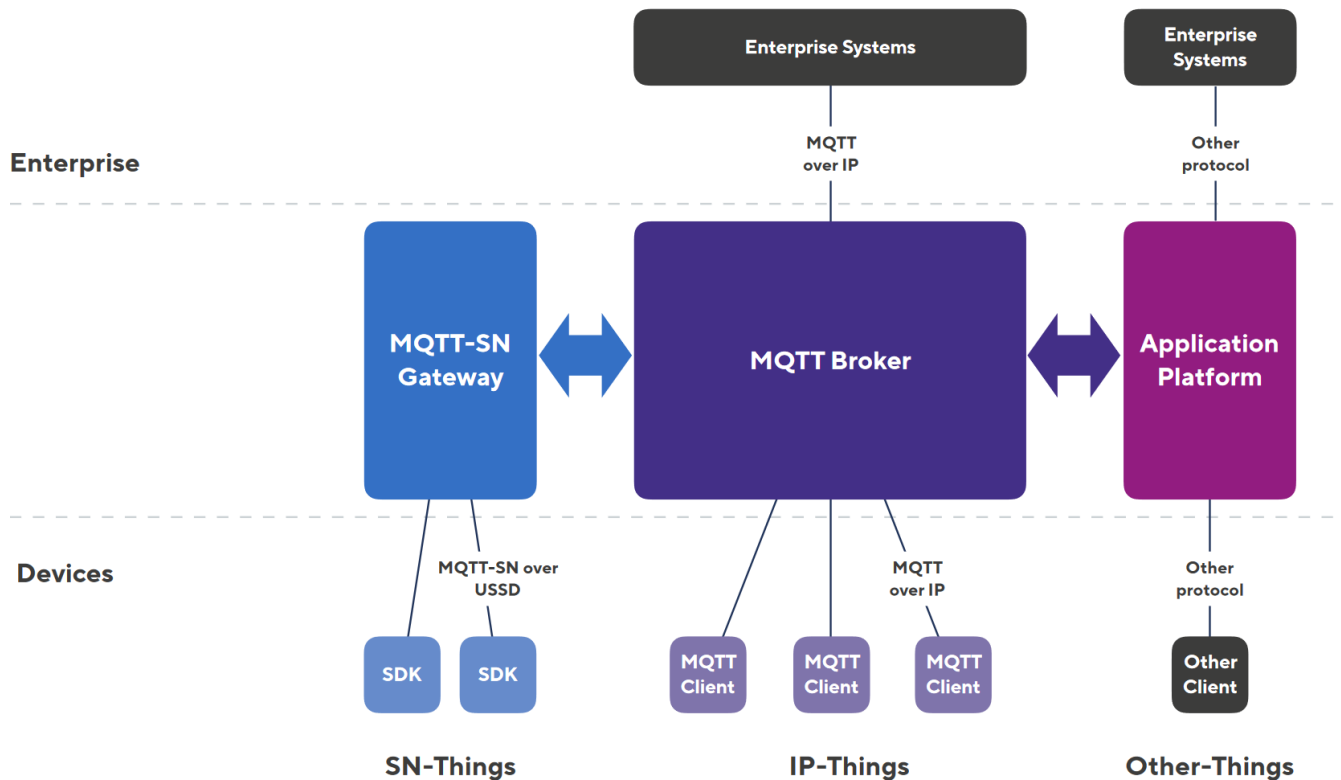 Enterprise Systems
Enterprise
Systems
MQTT
over IP
Other
protocol
Enterprise
MQTT-SN
Gateway
MQTT Broker
Application
Platform
Devices
MQTT-SN over
USSD
MQTT
over IP
Other
protocol
SDK
SDK
MQTT
Client
MQTT
Client
MQTT
Client
Other
Client
SN-Things
IP-Things
Other-Things